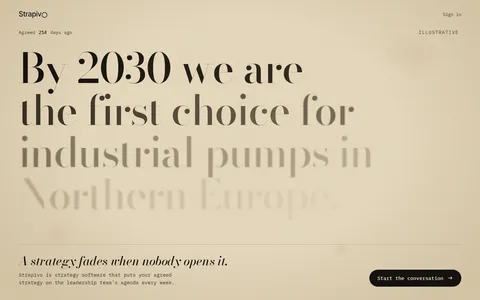 Strapivo
Sign in
Agreed 214 days ago
ILLUSTRATIVE
By 2030 we are
the first choice for
industrial pumps in
Northern Europe.
A strategy fades when nobody opens it.
Strapivo is strategy software that puts your agreed
strategy on the leadership team's agenda every week.
Start the conversation →